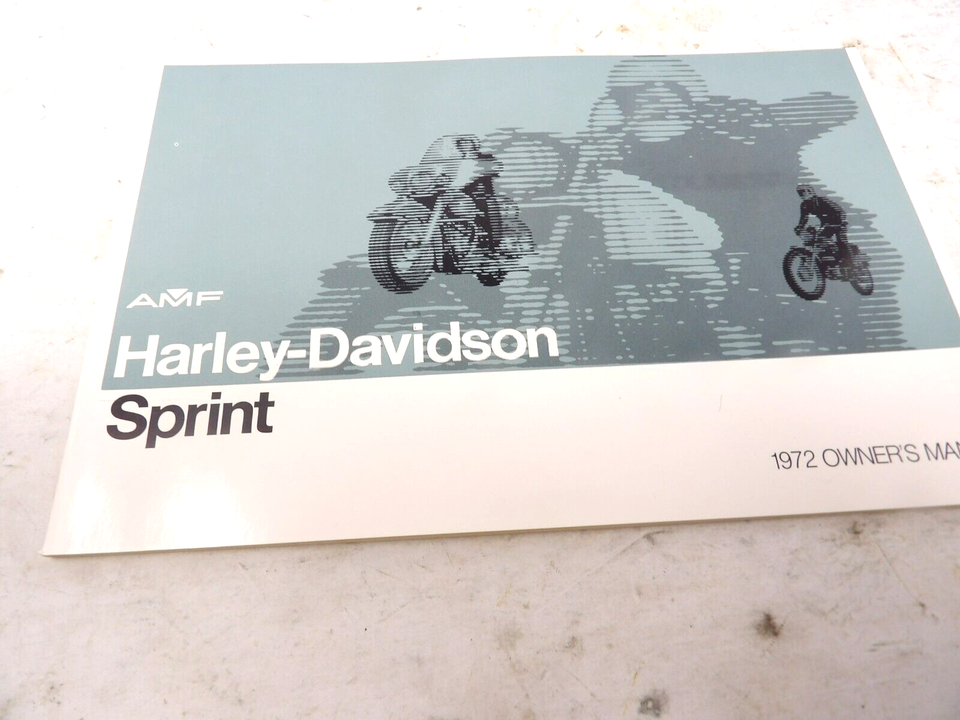 AMF
Harley-Davidson
Sprint
1972 OWNER'S MAN